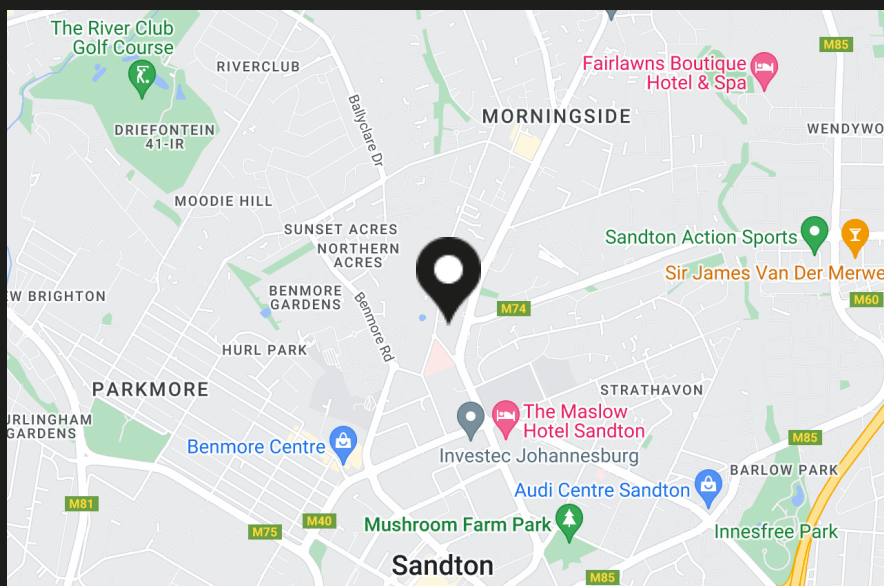 The River Club
Golf Course
M85
RIVERCLUB
Fairlawns Boutique
Hotel & Spa
Ballyclare Dr
MORNINGSIDE
DRIEFONTEIN
41-IR
WENDYWO
MOODIE HILL
SUNSET ACRES
NORTHERN
ACRES
Sandton Action Sports
Sir James Van Der Merwe
BENMORE
GARDENS
EW BRIGHTON
M60
M74
Benmore Rd
HURL PARK
PARKMORE
STRATHAVON
The Maslow
Hotel Sandton
URLINGHAM
GARDENS
Benmore Centre
Investec Johannesburg
M85
BARLOW PARK
Audi Centre Sandton
M81
M40
M75
Mushroom Farm Park
Innesfree Park
Sandton
M85